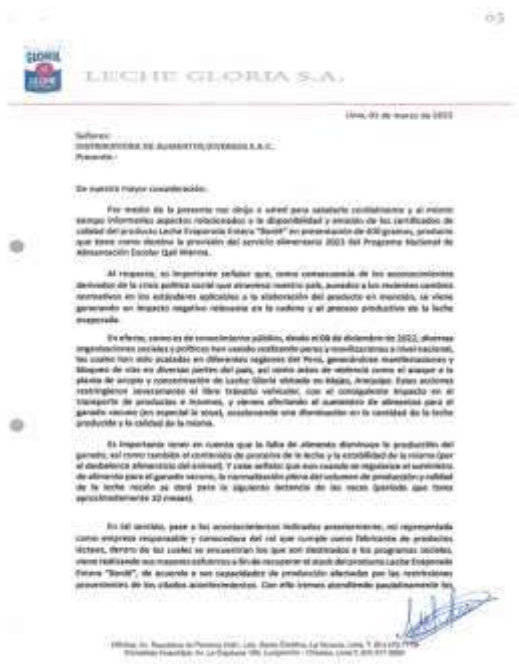 03
GLORIA
LECHE
LECHE GLORIA S.A.
Lima, 01 de marzo de 2023
Señores:
DISTRIBUIDORA DE ALIMENTOS DIVERSOS S.A.C.
Presente.-
De nuestra mayor consideración:
Por medio de la presente nos dirijo a usted para saludarle cordialmente y al mismo
tiempo informarles aspectos relacionados a la disponibilidad y emisión de los certificados de
calidad del producto Leche Evaporada Entera "Bonlé" en presentación de 400 gramos, producto
que tiene como destino la provisión del servicio alimentario 2023 del Programa Nacional de
Alimentación Escolar Qali Warma.
Al respecto, es importante señalar que, como consecuencia de los acontecimientos
derivados de la crisis política social que atraviesa nuestro país, aunados a los recientes cambios
normativos en los estándares aplicables a la elaboración del producto en mención, se viene
generando un impacto negativo relevante en la cadena y el proceso productivo de la leche
evaporada.
En efecto, como es de conocimiento público, desde el 08 de diciembre de 2022, diversas
organizaciones sociales y políticas han venido realizando paros y movilizaciones a nivel nacional,
los cuales han sido acatados en diferentes regiones del Perú, generándose manifestaciones y
bloqueos de vías en diversas partes del país, así como actos de violencia como el ataque a la
planta de acopio y concentración de Leche Gloria ubicada en Majes, Arequipa. Estas acciones
restringieron severamente el libre tránsito vehicular, con el consiguiente impacto en el
transporte de productos e insumos, y vienen afectando el suministro de alimentos para el
ganado vacuno (en especial la soya), ocasionando una disminución en la cantidad de la leche
producida y la calidad de la misma.
Es importante tener en cuenta que la falta de alimento disminuye la producción del
ganado, así como también el contenido de proteína de la leche y la estabilidad de la misma (por
el desbalance alimenticio del animal). Y cabe señalar que aun cuando se regularice el suministro
de alimento para el ganado vacuno, la normalización plena del volumen de producción y calidad
de la leche recién se dará para la siguiente lactancia de las vacas (periodo que toma
aproximadamente 10 meses).
En tal sentido, pese a los acontecimientos indicados anteriormente, mi representada
como empresa responsable y conocedora del rol que cumple como fabricante de productos
lácteos, dentro de los cuales se encuentran los que son destinados a los programas sociales,
viene realizando sus mayores esfuerzos a fin de recuperar el stock del producto Leche Evaporada
Entera "Bonlé", de acuerdo a sus capacidades de producción afectadas por las restricciones
provenientes de los citados acontecimientos. Con ello iremos atendiendo paulatinamente los